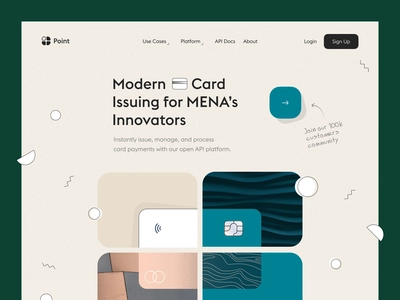 Point
Use Cases
Platform
API Docs
About
Login
Sign Up
Modern Card
Issuing for MENA's
Innovators
Instantly issue, manage, and process
card payments with our open API platform.
Join our 100k
customers
community